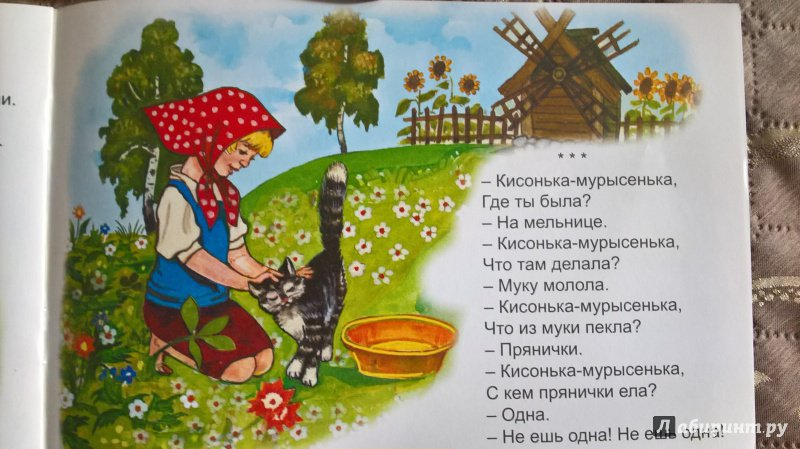 и.
* * *
– Кисонька-мурысенька,
Где ты была?
– На мельнице.
– Кисонька-мурысенька,
Что там делала?
– Муку молола.
– Кисонька-мурысенька,
Что из муки пекла?
– Прянички.
– Кисонька-мурысенька,
С кем прянички ела?
– Одна.
– Не ешь одна! Не ешь одна!
Лабиринт.ру